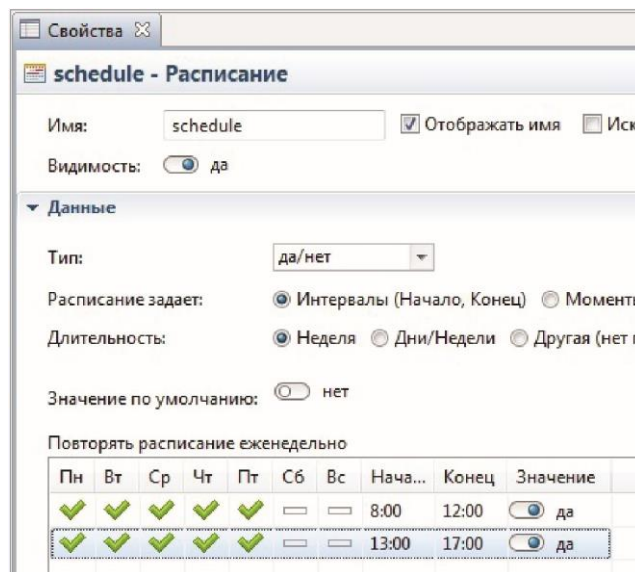 Свойства
schedule - Расписание
Имя: schedule Отображать имя
Видимость: да
Данные
Тип: да/нет
Расписание задает: Интервалы (Начало, Конец)
Длительность: Неделя Дни/Недели Другая (нет
Значение по умолчанию: нет
Повторять расписание еженедельно
Пн Вт Ср Чт Пт Сб Вс Нача... Конец Значение
8:00 12:00 да
13:00 17:00 да